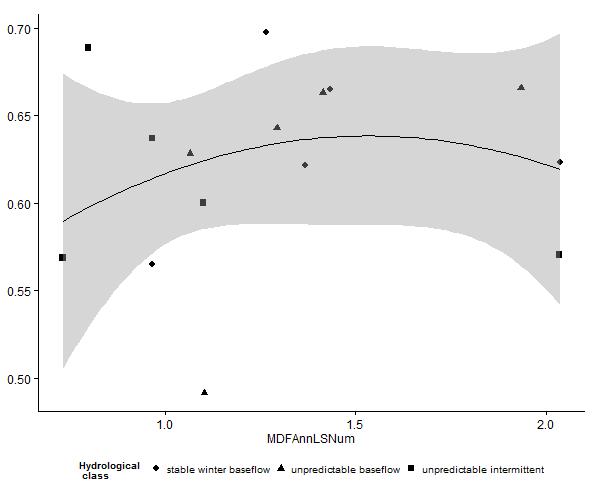 0.70
0.65
0.60
0.55
0.50
1.0 1.5 2.0
MDFAnnLSNum
Hydrological
class
stable winter baseflow unpredictable baseflow unpredictable intermittent